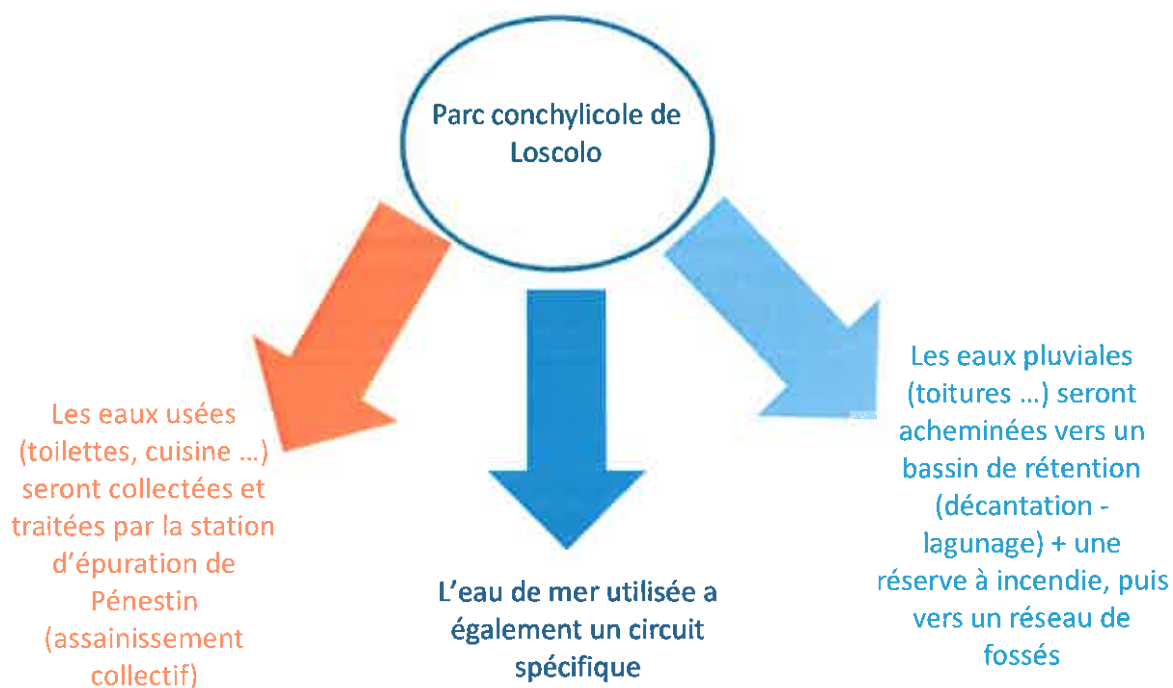 Parc conchylicole de
Loscolo
Les eaux usées
(toilettes, cuisine ...)
seront collectées et
traitées par la station
d'épuration de
Pénestin
(assainissement
collectif)
L'eau de mer utilisée a
également un circuit
spécifique
Les eaux pluviales
(toitures ...) seront
acheminées vers un
bassin de rétention
(décantation -
lagunage) + une
réserve à incendie, puis
vers un réseau de
fossés